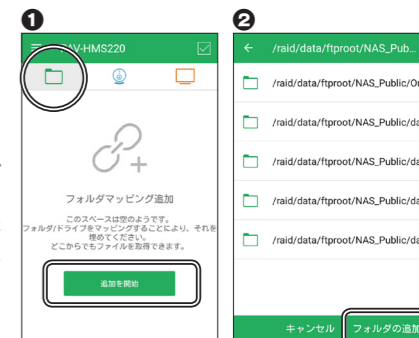 ❶
AV-HMS220
フォルダマッピング追加
このスペースは空のようです。
フォルダ/ドライブをマッピングすることにより、それを
埋めてください。
どこからでもファイルを取得できます。
追加を開始
❷
/raid/data/ftproot/NAS_Pub...
/raid/data/ftproot/NAS_Public/
/raid/data/ftproot/NAS_Public/da
/raid/data/ftproot/NAS_Public/da
/raid/data/ftproot/NAS_Public/da
/raid/data/ftproot/NAS_Public/da
キャンセル
フォルダの追加